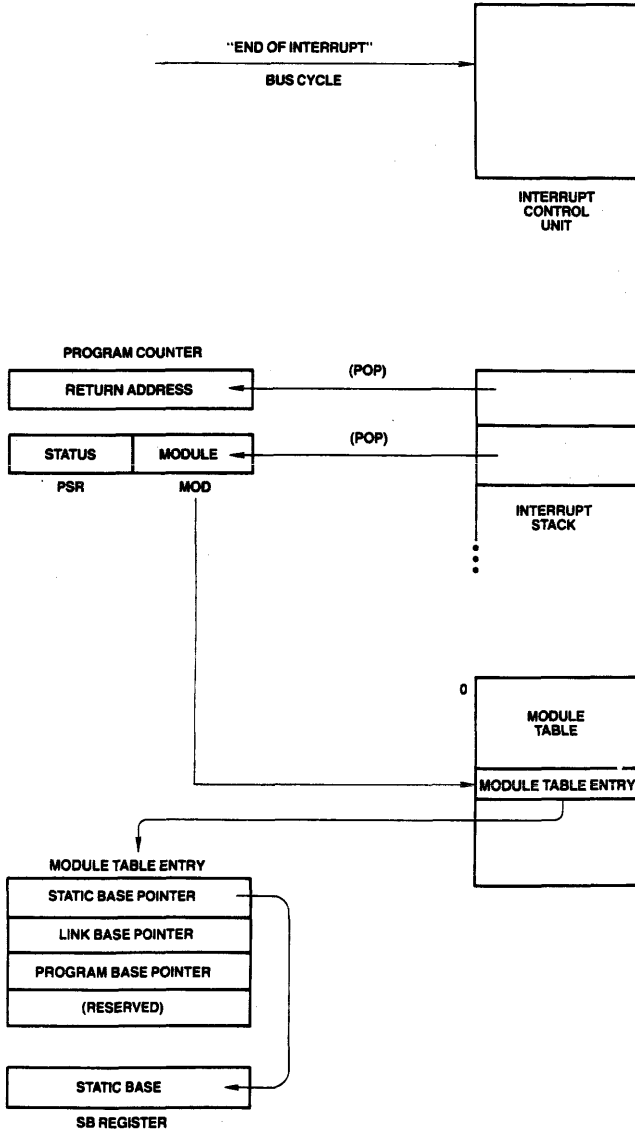 "END OF INTERRUPT"
BUS CYCLE
INTERRUPT
CONTROL
UNIT
PROGRAM COUNTER
RETURN ADDRESS
(POP)
STATUS
MODULE
(POP)
PSR
MOD
INTERRUPT
STACK
0
MODULE
TABLE
MODULE TABLE ENTRY
MODULE TABLE ENTRY
STATIC BASE POINTER
LINK BASE POINTER
PROGRAM BASE POINTER
(RESERVED)
STATIC BASE
SB REGISTER